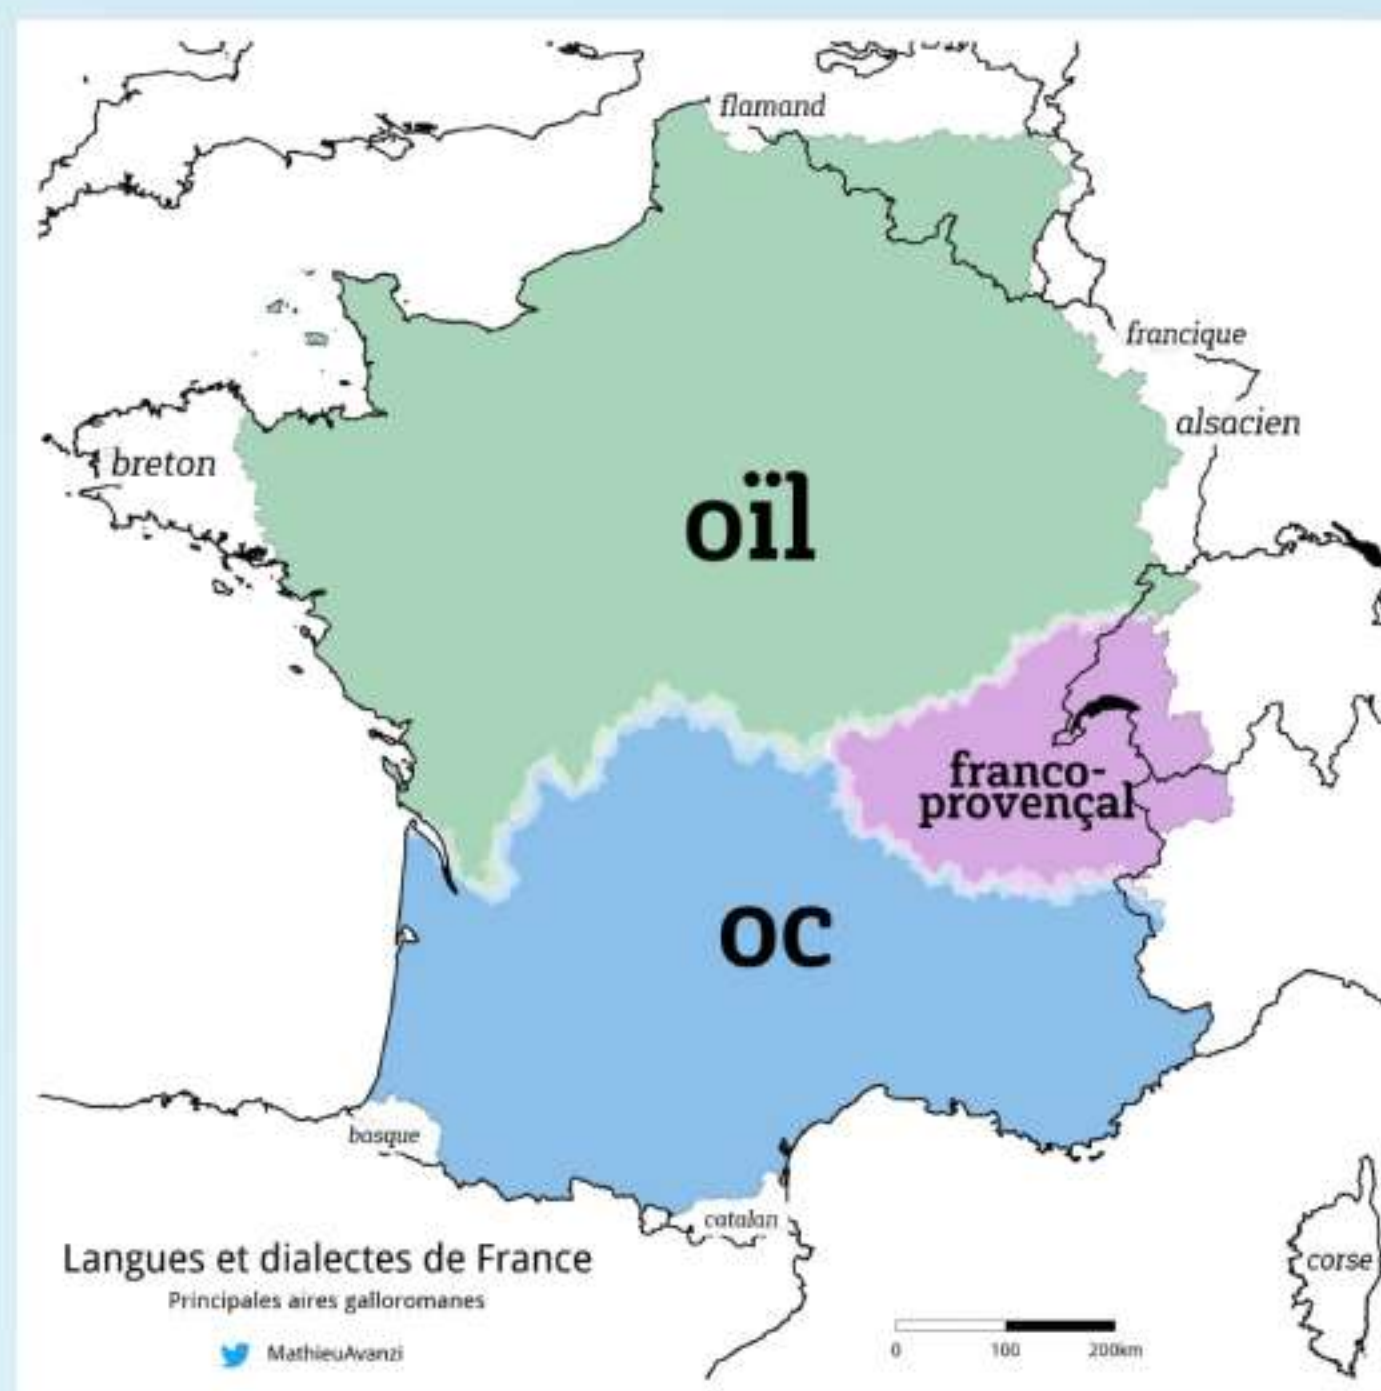 flamand
francique
alsacien
breton
oïl
franco-
provençal
oc
basque
catalan
corse
Langues et dialectes de France
Principales aires galloromanes
MathieuAvanzi
0 100 200km